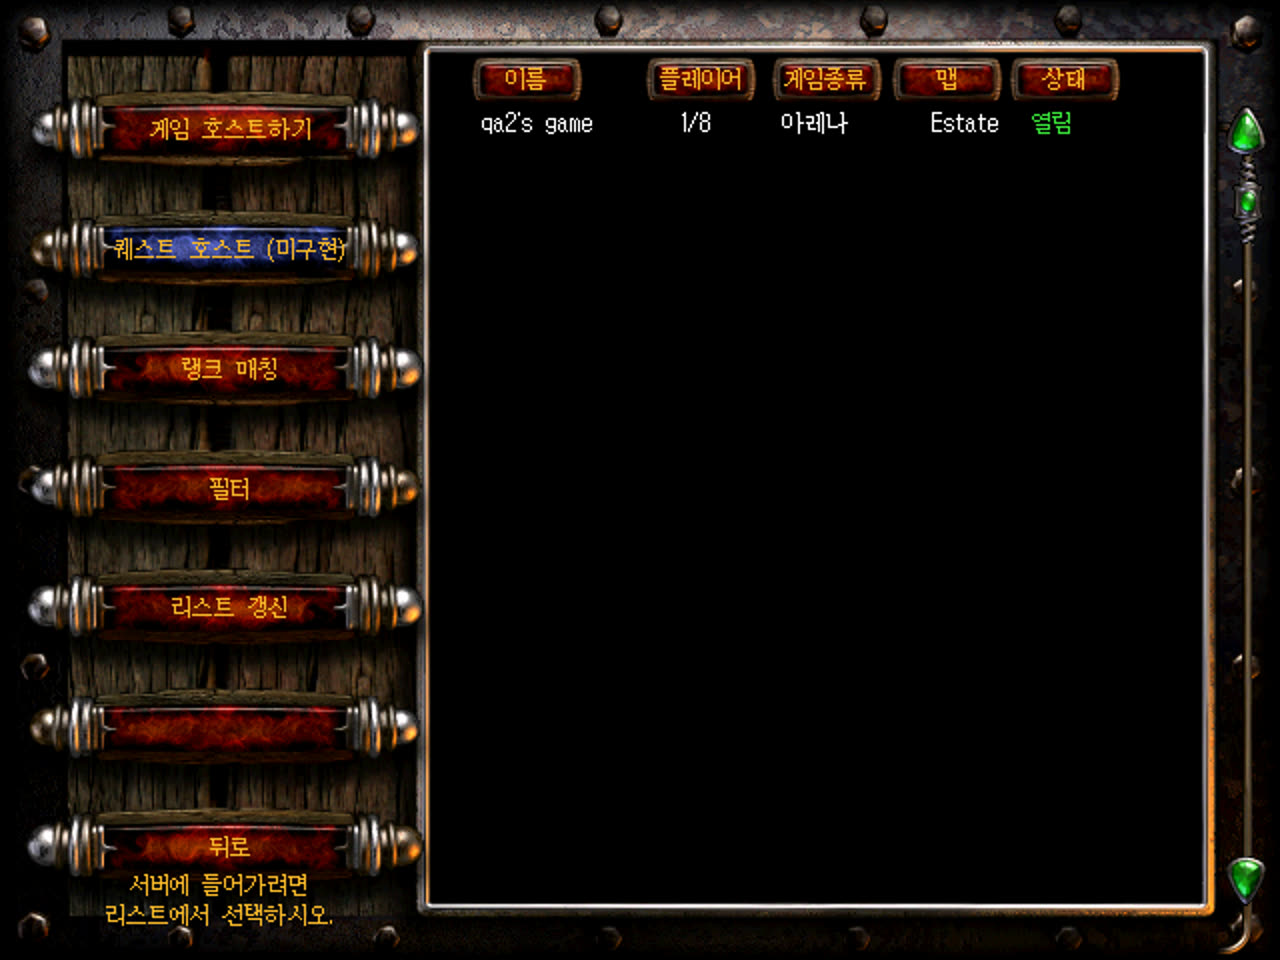 게임 호스트하기
퀘스트 호스트 (미구현)
랭크 매칭
필터
리스트 갱신
뒤로
서버에 들어가려면
리스트에서 선택하시오.
이름 플레이어 게임종류 맵 상태
qa2's game 1/8 아레나 Estate 열림